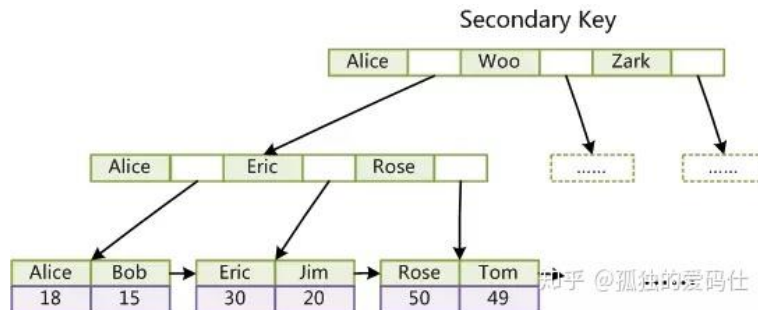 Secondary Key
Alice Woo Zark
Alice Eric Rose ...... ......
Alice Bob Eric Jim Rose Tom ......
18 15 30 20 50 49
知乎 @孤独的爱码仕